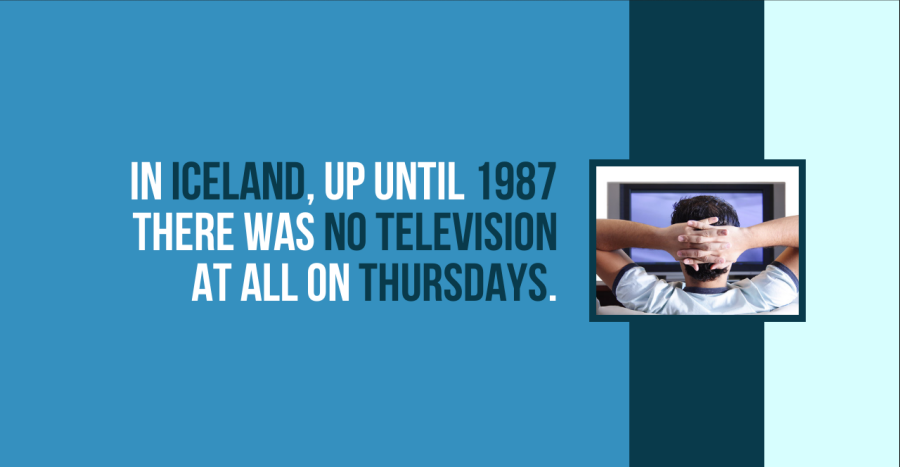 IN ICELAND, UP UNTIL 1987
THERE WAS NO TELEVISION
AT ALL ON THURSDAYS.